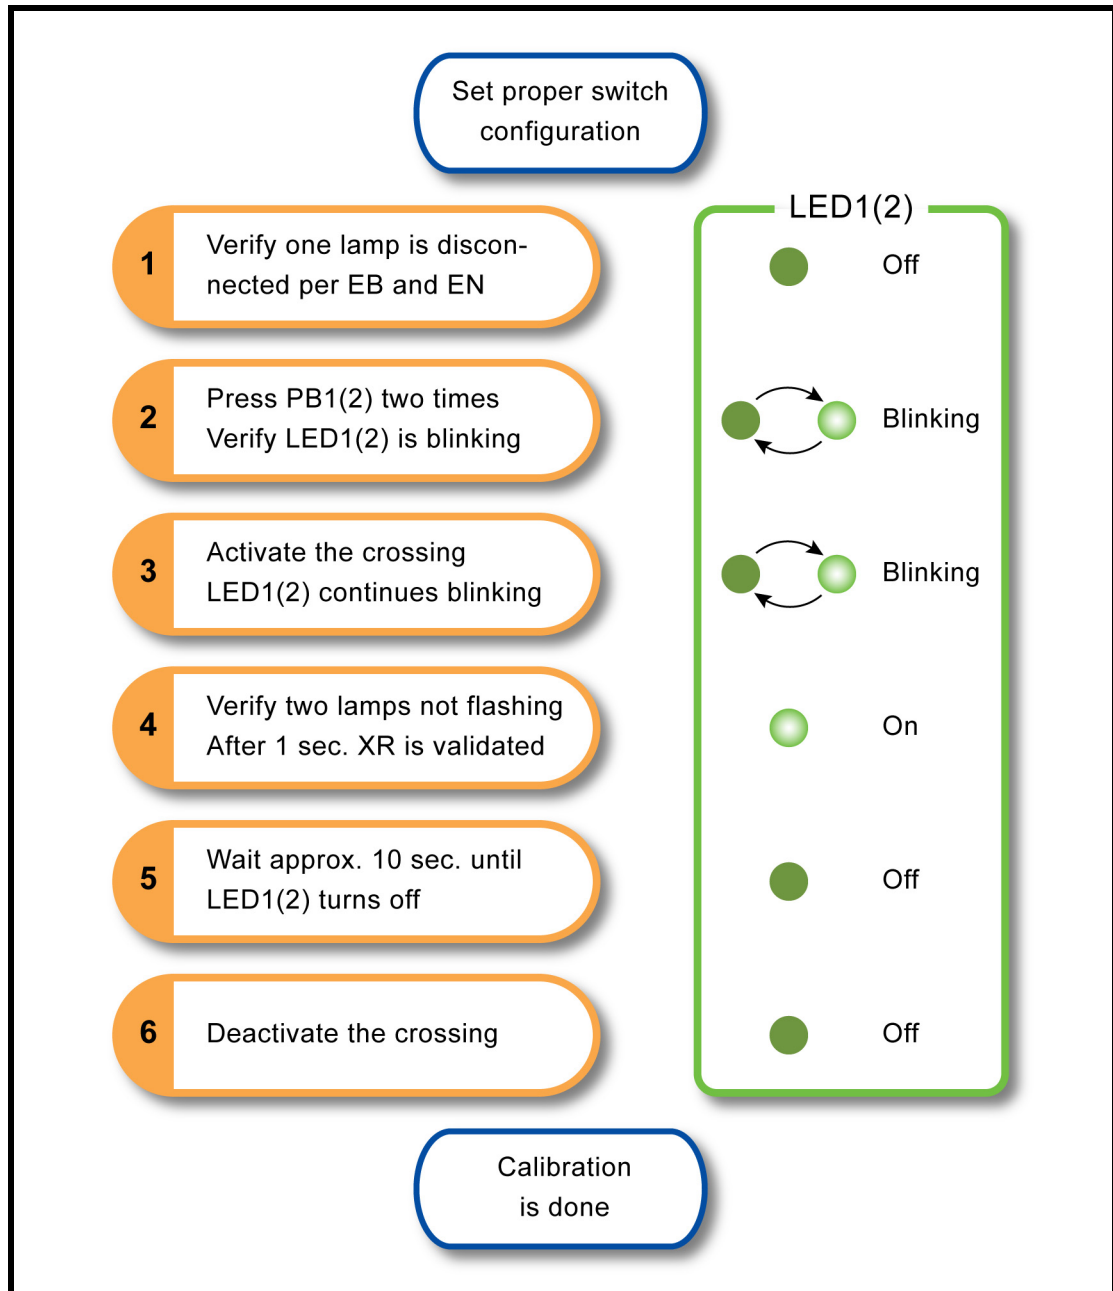 Set proper switch
configuration
LED1(2)
1
Verify one lamp is discon-
nected per EB and EN
Off
2
Press PB1(2) two times
Verify LED1(2) is blinking
Blinking
3
Activate the crossing
LED1(2) continues blinking
Blinking
4
Verify two lamps not flashing
After 1 sec. XR is validated
On
5
Wait approx. 10 sec. until
LED1(2) turns off
Off
6
Deactivate the crossing
Off
Calibration
is done